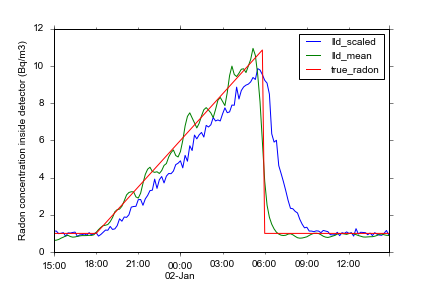 Radon concentration inside detector (Bq/m3)
12
10
8
6
4
2
0
lld_scaled
lld_mean
true_radon
15:00 18:00 21:00 00:00 03:00 06:00 09:00 12:00
02-Jan